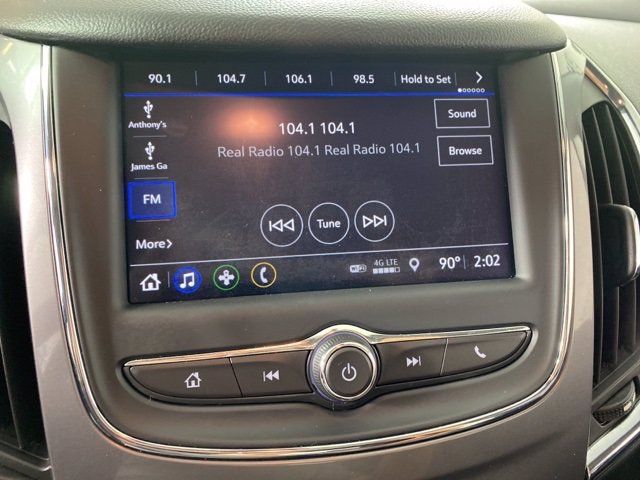 90.1 104.7 106.1 98.5 Hold to Set
Anthony's
104.1 104.1
Sound
Real Radio 104.1 Real Radio 104.1
Browse
James Ga
FM
Tune
More
WiFi 4G LTE 90° 2:02